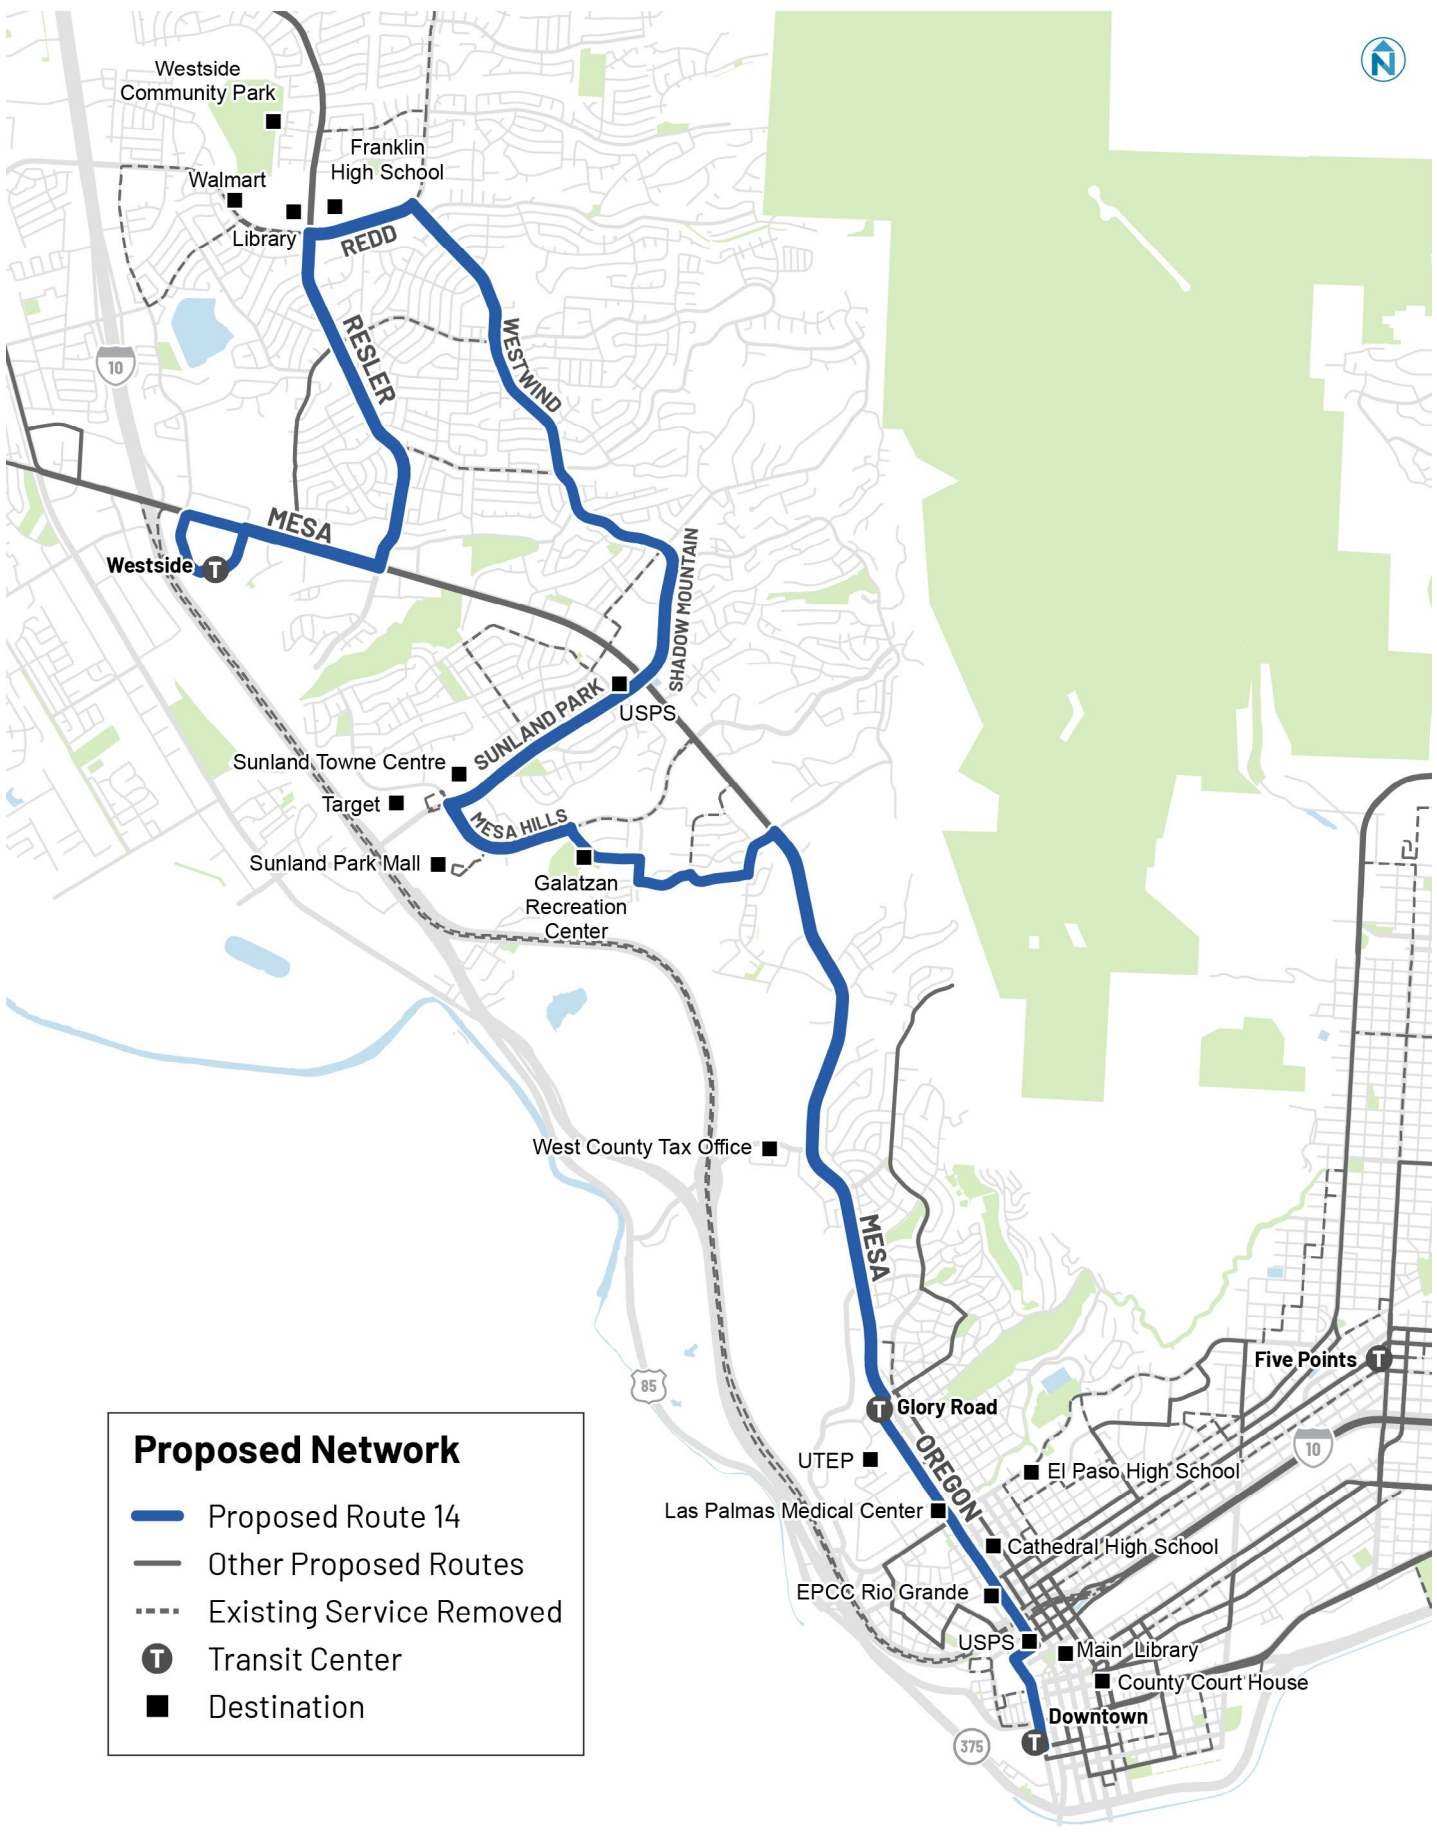 N
Westside
Community Park
Franklin
High School
Walmart
Library
REDD
RESLER
WESTWIND
10
MESA
Westside
SHADOW MOUNTAIN
SUNLAND PARK
USPS
Sunland Towne Centre
Target
MESA HILLS
Sunland Park Mall
Galatzan
Recreation
Center
West County Tax Office
MESA
85
Five Points
T
T
Glory Road
OREGON
10
UTEP
El Paso High School
Las Palmas Medical Center
Cathedral High School
EPCC Rio Grande
USPS
Main Library
County Court House
Downtown
T
375
T
Proposed Network
Proposed Route 14
Other Proposed Routes
Existing Service Removed
T
Transit Center
Destination